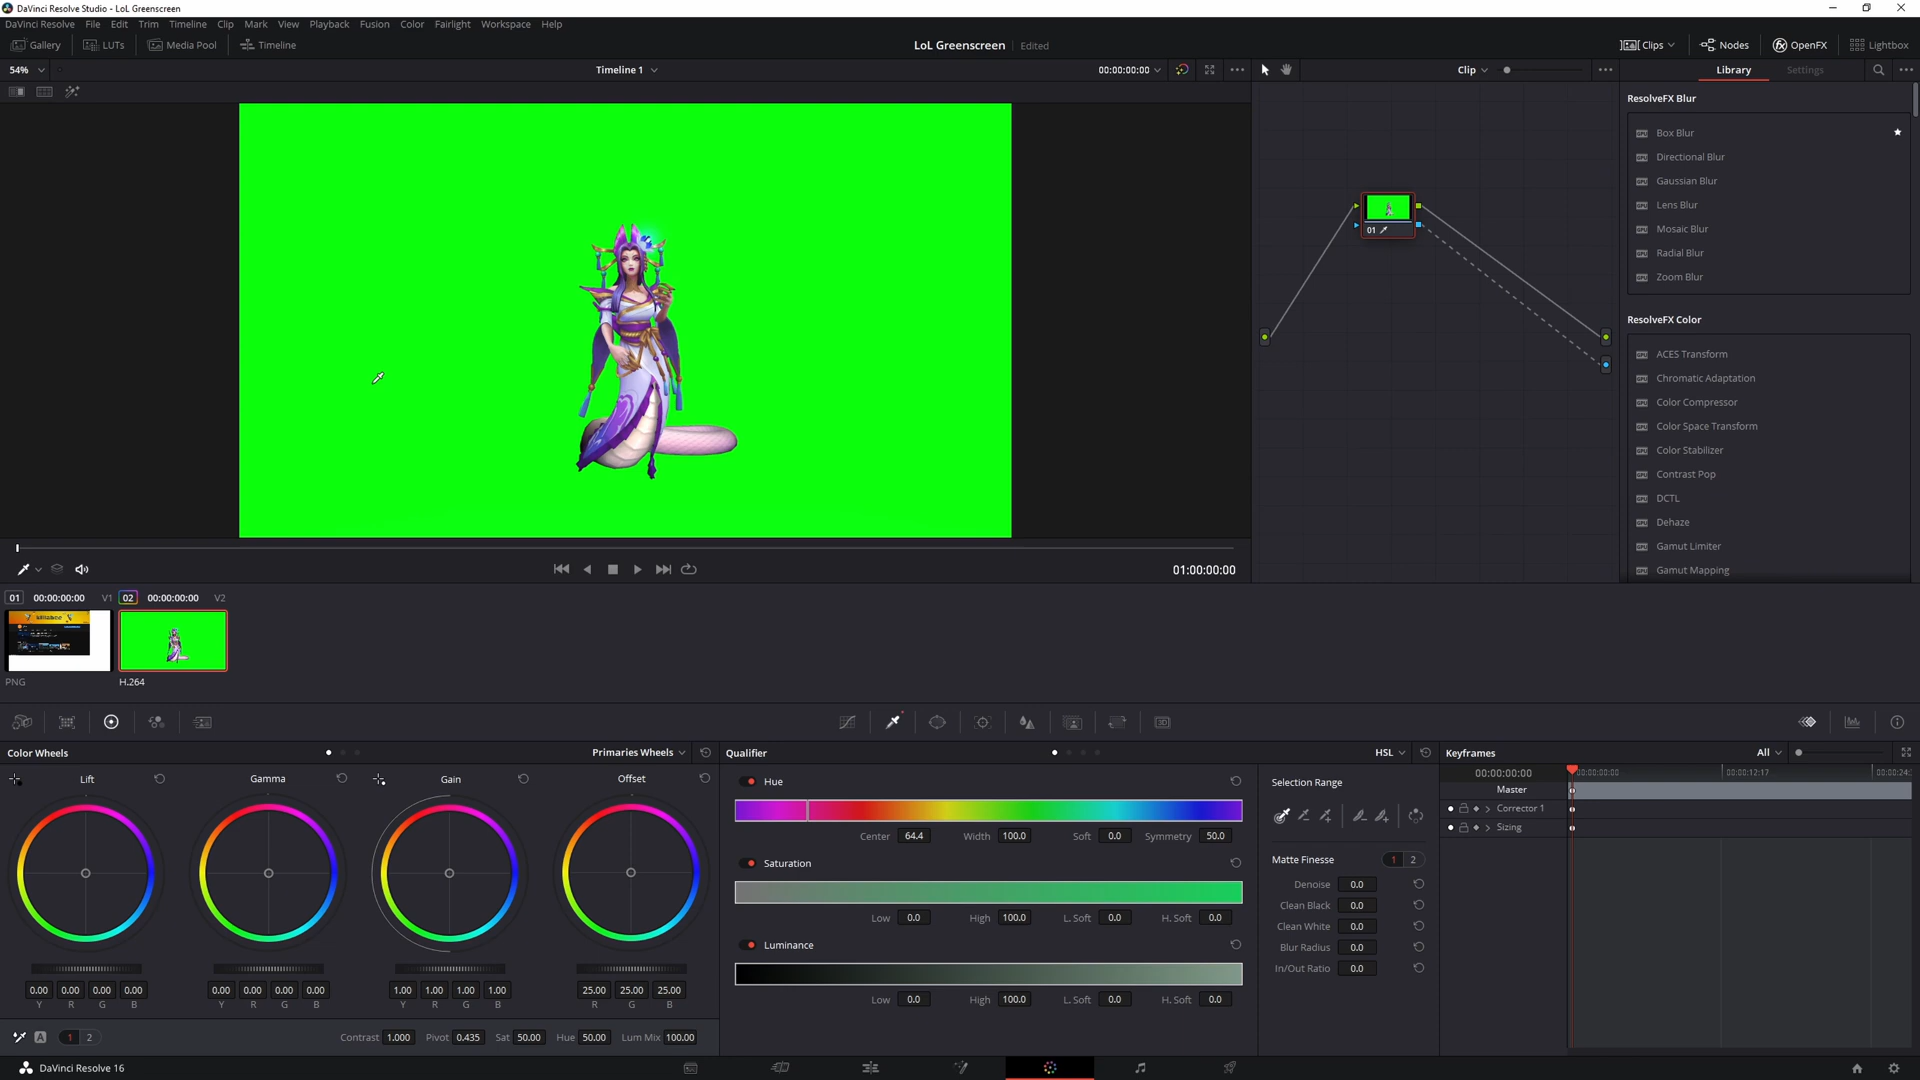 DaVinci Resolve Studio - LoL Greenscreen
DaVinci Resolve File Edit Trim Timeline Clip Mark View Playback Fusion Color Fairlight Workspace Help
Gallery LUTs Media Pool Timeline LoL Greenscreen Edited Clips Nodes OpenFX Lightbox
54% Timeline 1 00:00:00:00 Clip Library Settings
ResolveFX Blur
Box Blur
Directional Blur
Gaussian Blur
Lens Blur
Mosaic Blur
Radial Blur
Zoom Blur
01
ResolveFX Color
ACES Transform
Chromatic Adaptation
Color Compressor
Color Space Transform
Color Stabilizer
Contrast Pop
DCTL
Dehaze
Gamut Limiter
Gamut Mapping
01:00:00:00
01 00:00:00:00 V1 02 00:00:00:00 V2
PNG H.264
Color Wheels Primaries Wheels Qualifier HSL Keyframes All
Lift Gamma Gain Offset
0.00 0.00 0.00 0.00 0.00 0.00 0.00 0.00 1.00 1.00 1.00 1.00 25.00 25.00 25.00
Y R G B Y R G B Y R G B R G B
A 1 2 Contrast 1.000 Pivot 0.435 Sat 50.00 Hue 50.00 Lum Mix 100.00
Hue
Center 64.4 Width 100.0 Soft 0.0 Symmetry 50.0
Saturation
Low 0.0 High 100.0 L. Soft 0.0 H. Soft 0.0
Luminance
Low 0.0 High 100.0 L. Soft 0.0 H. Soft 0.0
Selection Range
Matte Finesse 1 2
Denoise 0.0
Clean Black 0.0
Clean White 0.0
Blur Radius 0.0
In/Out Ratio 0.0
00:00:00:00 00:00:00:00 00:00:12:17 00:00:24:
Master
Corrector 1
Sizing
DaVinci Resolve 16